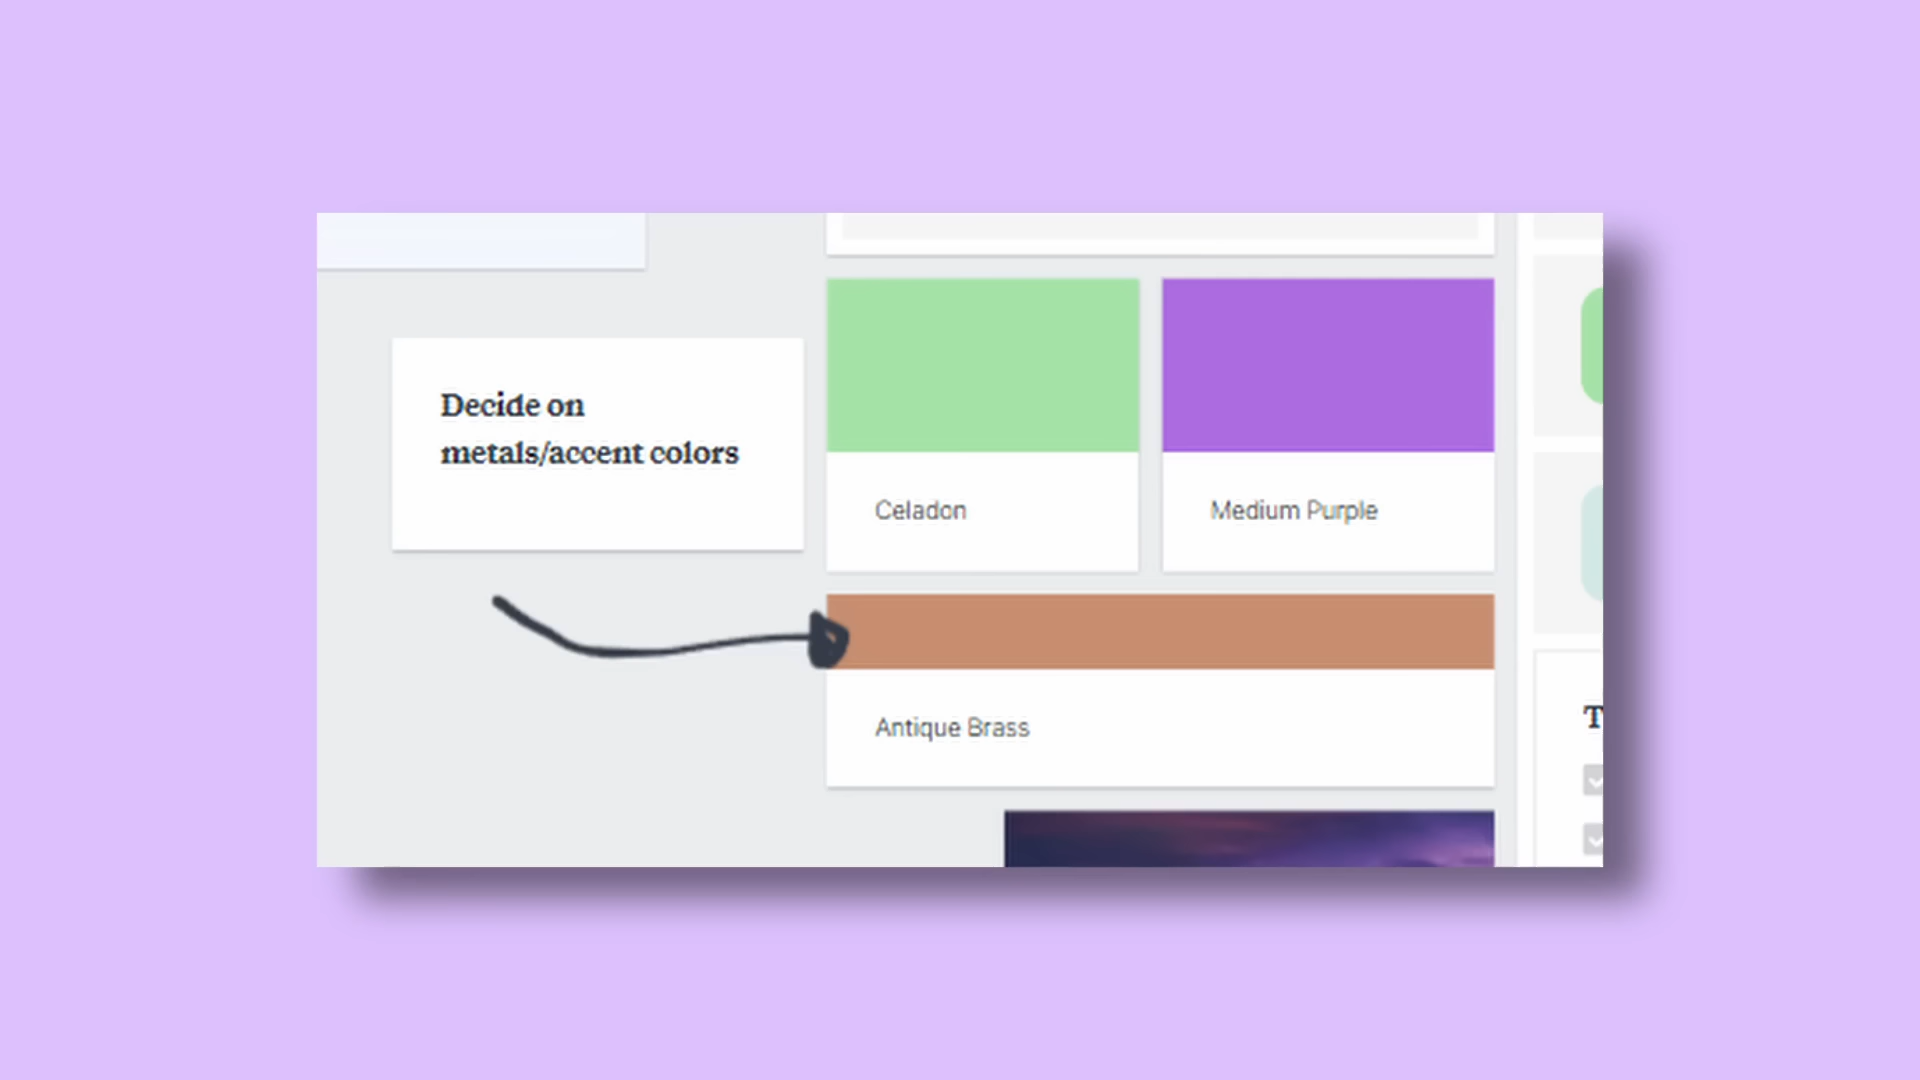 Decide on
metals/accent colors
Celadon
Medium Purple
Antique Brass
T